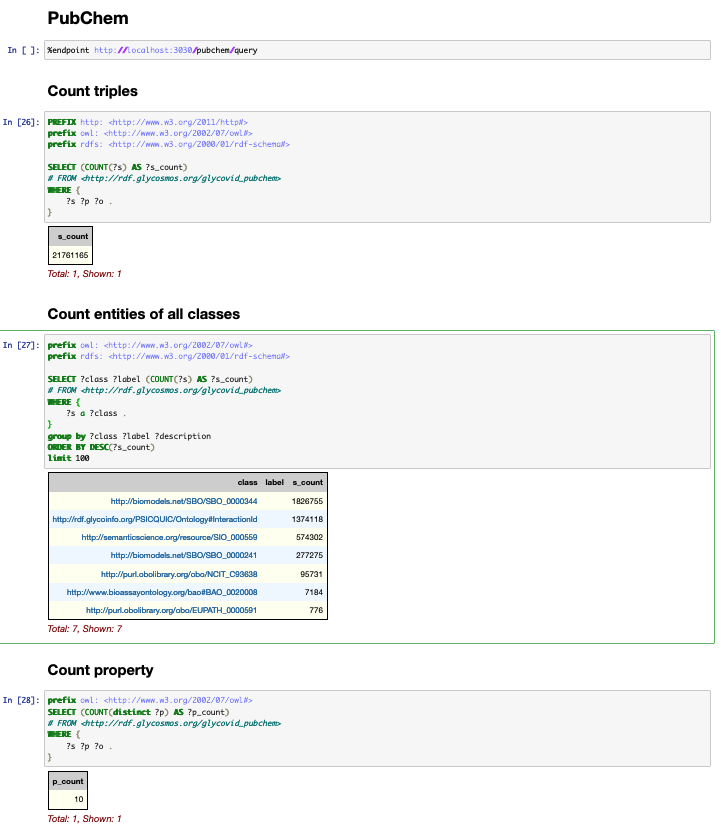 PubChem
In [ ]: %endpoint http://localhost:3030/pubchem/query
Count triples
In [26]: PREFIX http: <http://www.w3.org/2011/http#>
prefix owl: <http://www.w3.org/2002/07/owl#>
prefix rdfs: <http://www.w3.org/2000/01/rdf-schema#>
SELECT (COUNT(?s) AS ?s_count)
# FROM <http://rdf.glycosmos.org/glycovid_pubchem>
WHERE {
?s ?p ?o .
}
s_count
21761165
Total: 1, Shown: 1
Count entities of all classes
In [27]: prefix owl: <http://www.w3.org/2002/07/owl#>
prefix rdfs: <http://www.w3.org/2000/01/rdf-schema#>
SELECT ?class ?label (COUNT(?s) AS ?s_count)
# FROM <http://rdf.glycosmos.org/glycovid_pubchem>
WHERE {
?s a ?class .
}
group by ?class ?label ?description
ORDER BY DESC(?s_count)
limit 100
class label s_count
http://biomodels.net/SBO/SBO_0000344 1826755
http://rdf.glycoinfo.org/PSICQUIC/Ontology#InteractionId 1374118
http://semanticscience.org/resource/SIO_000559 574302
http://biomodels.net/SBO/SBO_0000241 277275
http://purl.obolibrary.org/obo/NCIT_C93638 95731
http://www.bioassayontology.org/bao#BAO_0020008 7184
http://purl.obolibrary.org/obo/EUPATH_0000591 776
Total: 7, Shown: 7
Count property
In [28]: prefix owl: <http://www.w3.org/2002/07/owl#>
SELECT (COUNT(distinct ?p) AS ?p_count)
# FROM <http://rdf.glycosmos.org/glycovid_pubchem>
WHERE {
?s ?p ?o .
}
p_count
10
Total: 1, Shown: 1